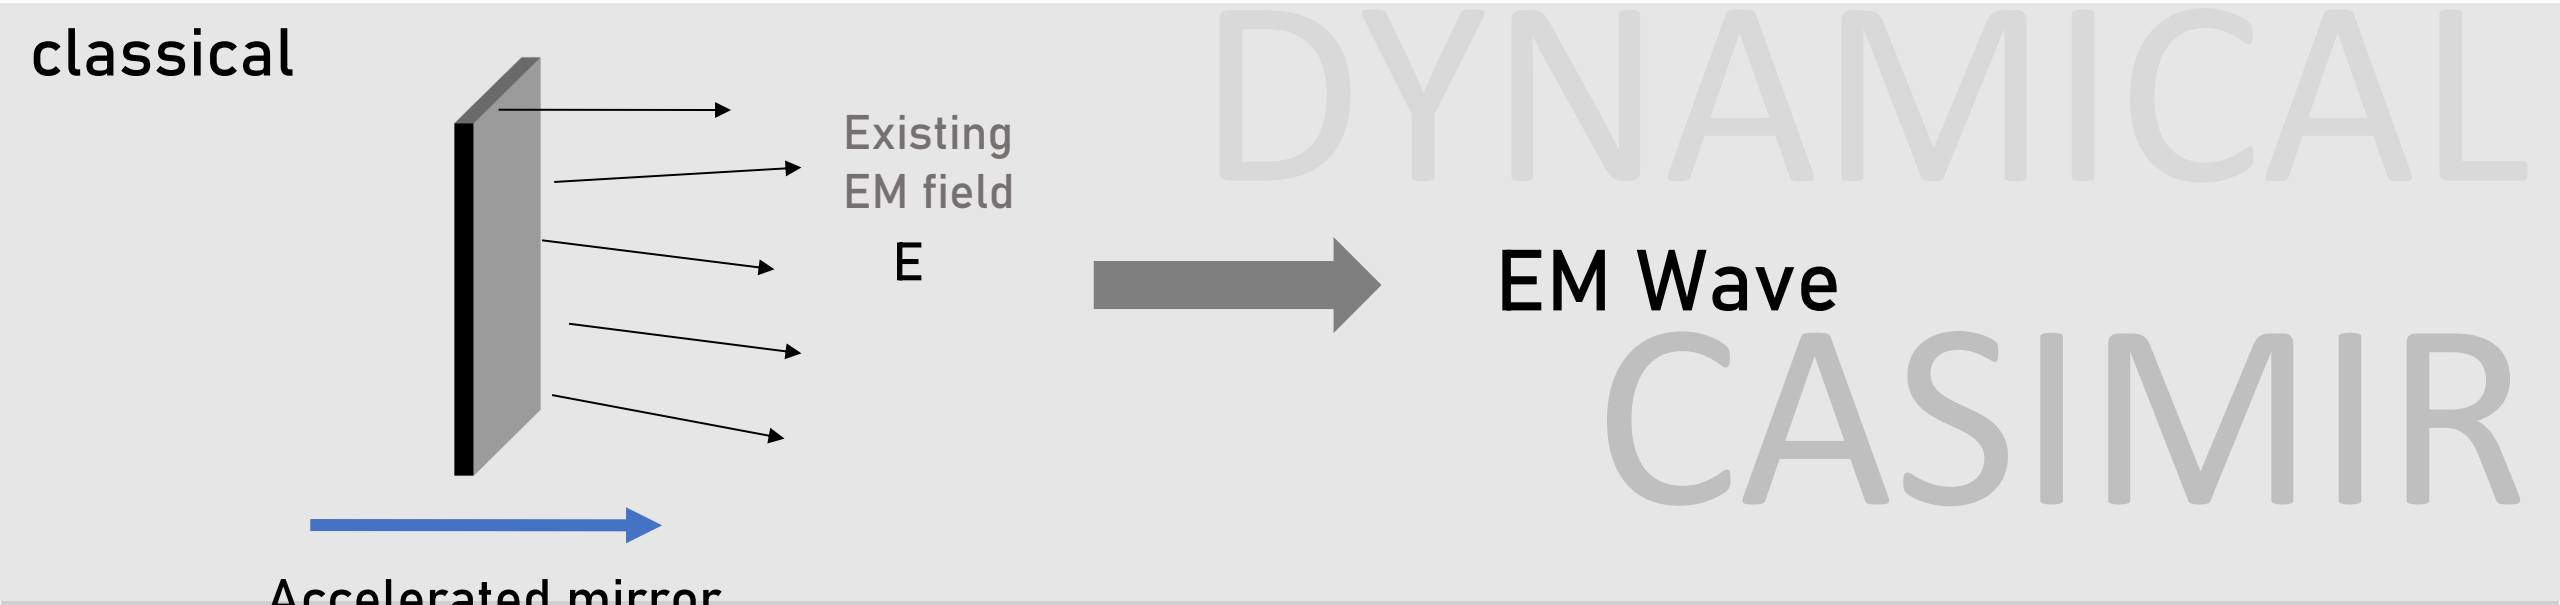 classical
DYNAMICAL
Existing
EM field
E
EM Wave
CASIMIR
Accelerated mirror